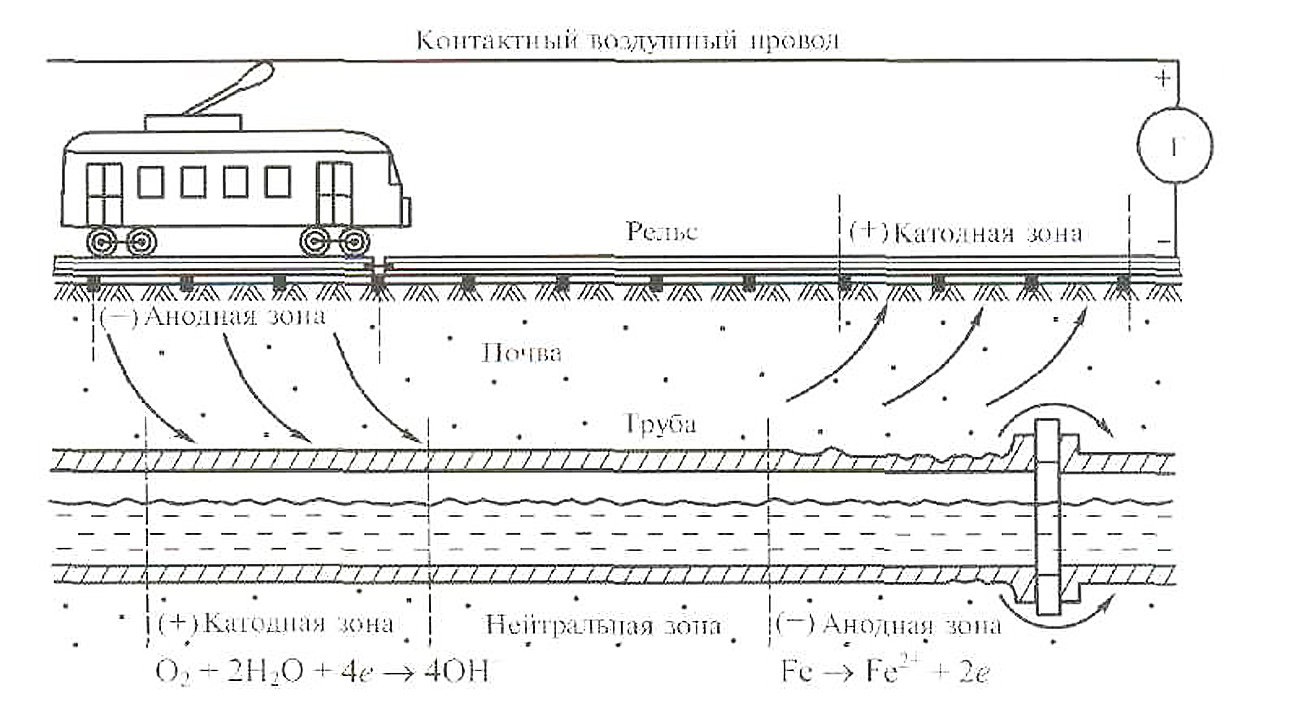 Контактный воздушный провод
+
Г
Рельс
(+) Катодная зона
−
(−) Анодная зона
Почва
Труба
(+) Катодная зона
Нейтральная зона
(−) Анодная зона
O₂ + 2H₂O + 4e → 4OH
Fe → Fe²⁺ + 2e